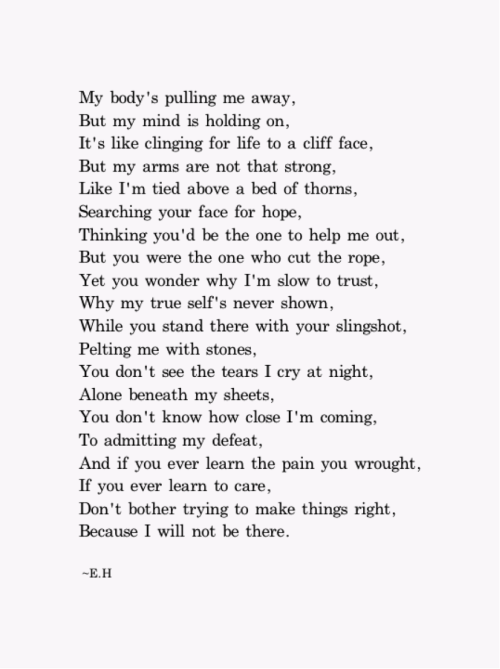 My body's pulling me away,
But my mind is holding on,
It's like clinging for life to a cliff face,
But my arms are not that strong,
Like I'm tied above a bed of thorns,
Searching your face for hope,
Thinking you'd be the one to help me out,
But you were the one who cut the rope,
Yet you wonder why I'm slow to trust,
Why my true self's never shown,
While you stand there with your slingshot,
Pelting me with stones,
You don't see the tears I cry at night,
Alone beneath my sheets,
You don't know how close I'm coming,
To admitting my defeat,
And if you ever learn the pain you wrought,
If you ever learn to care,
Don't bother trying to make things right,
Because I will not be there.
~E.H